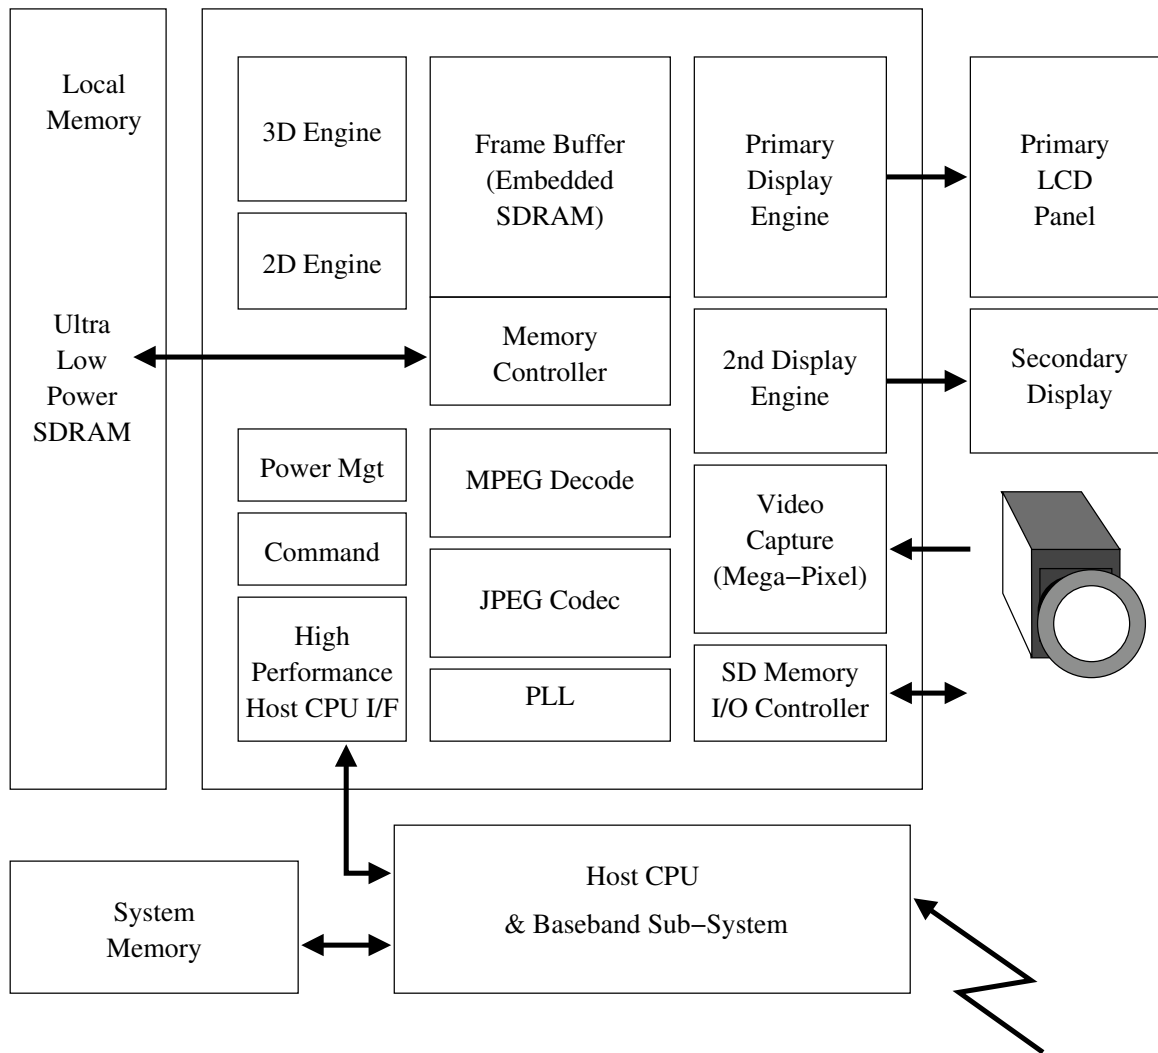 Local
Memory
Ultra
Low
Power
SDRAM
3D Engine
2D Engine
Frame Buffer
(Embedded
SDRAM)
Memory
Controller
Primary
Display
Engine
Primary
LCD
Panel
2nd Display
Engine
Secondary
Display
Power Mgt
Command
High
Performance
Host CPU I/F
MPEG Decode
JPEG Codec
PLL
Video
Capture
(Mega−Pixel)
SD Memory
I/O Controller
System
Memory
Host CPU
& Baseband Sub−System